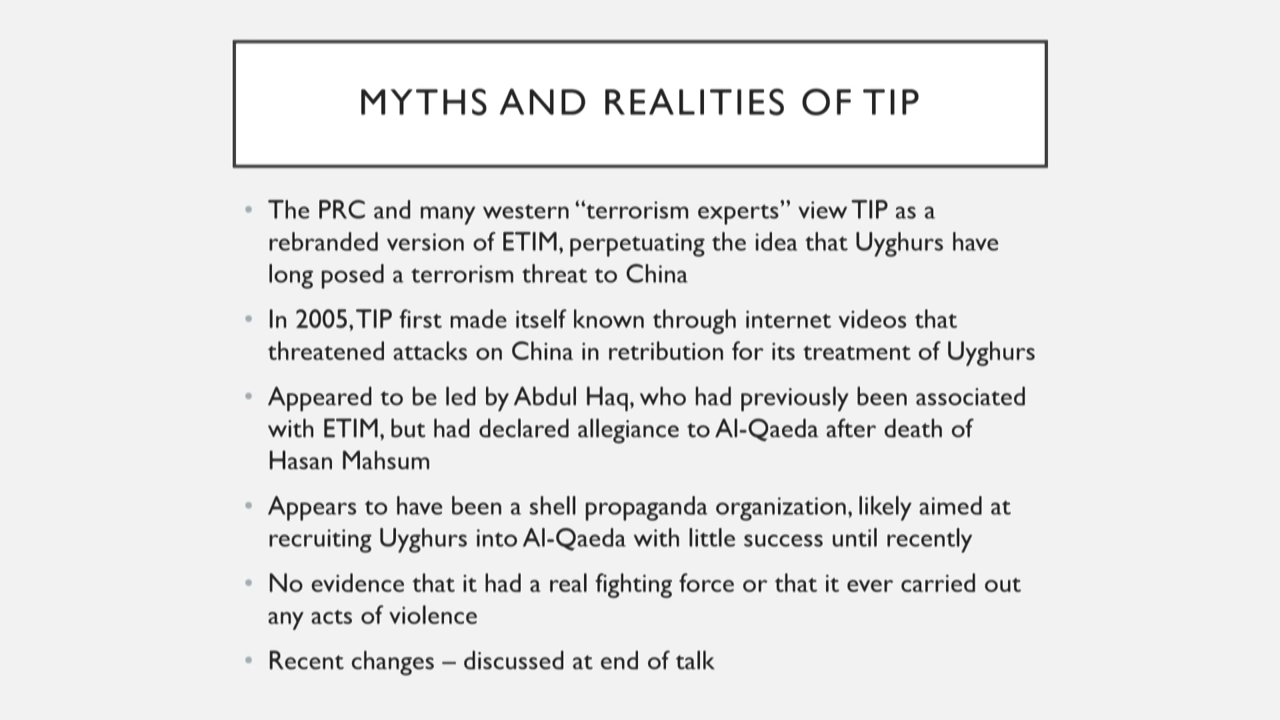 MYTHS AND REALITIES OF TIP
• The PRC and many western “terrorism experts” view TIP as a
rebranded version of ETIM, perpetuating the idea that Uyghurs have
long posed a terrorism threat to China
• In 2005, TIP first made itself known through internet videos that
threatened attacks on China in retribution for its treatment of Uyghurs
• Appeared to be led by Abdul Haq, who had previously been associated
with ETIM, but had declared allegiance to Al-Qaeda after death of
Hasan Mahsum
• Appears to have been a shell propaganda organization, likely aimed at
recruiting Uyghurs into Al-Qaeda with little success until recently
• No evidence that it had a real fighting force or that it ever carried out
any acts of violence
• Recent changes – discussed at end of talk